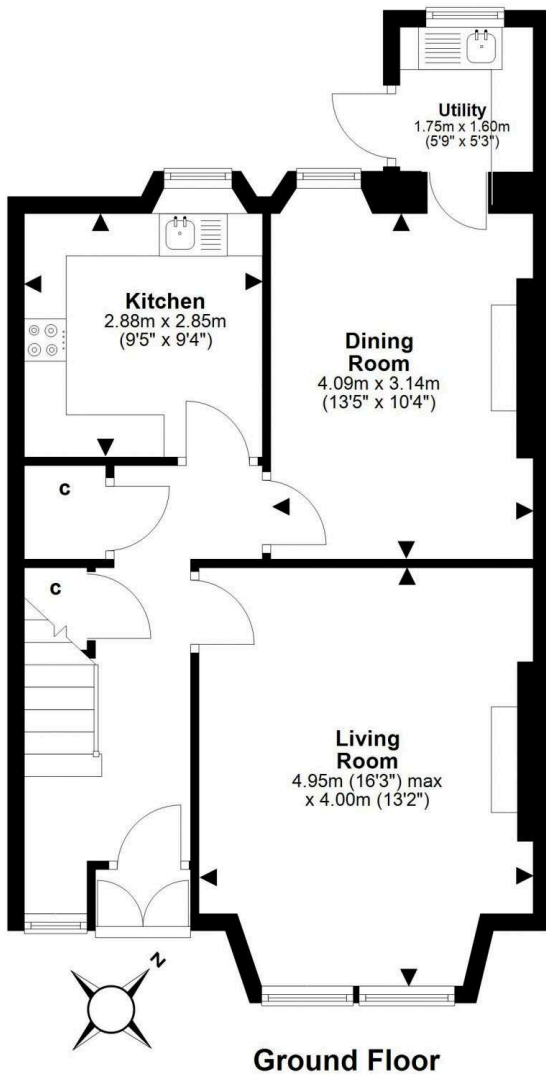 Utility
1.75m x 1.60m
(5'9" x 5'3")
Kitchen
2.88m x 2.85m
(9'5" x 9'4")
Dining
Room
4.09m x 3.14m
(13'5" x 10'4")
c
c
Living
Room
4.95m (16'3") max
x 4.00m (13'2")
N
Ground Floor